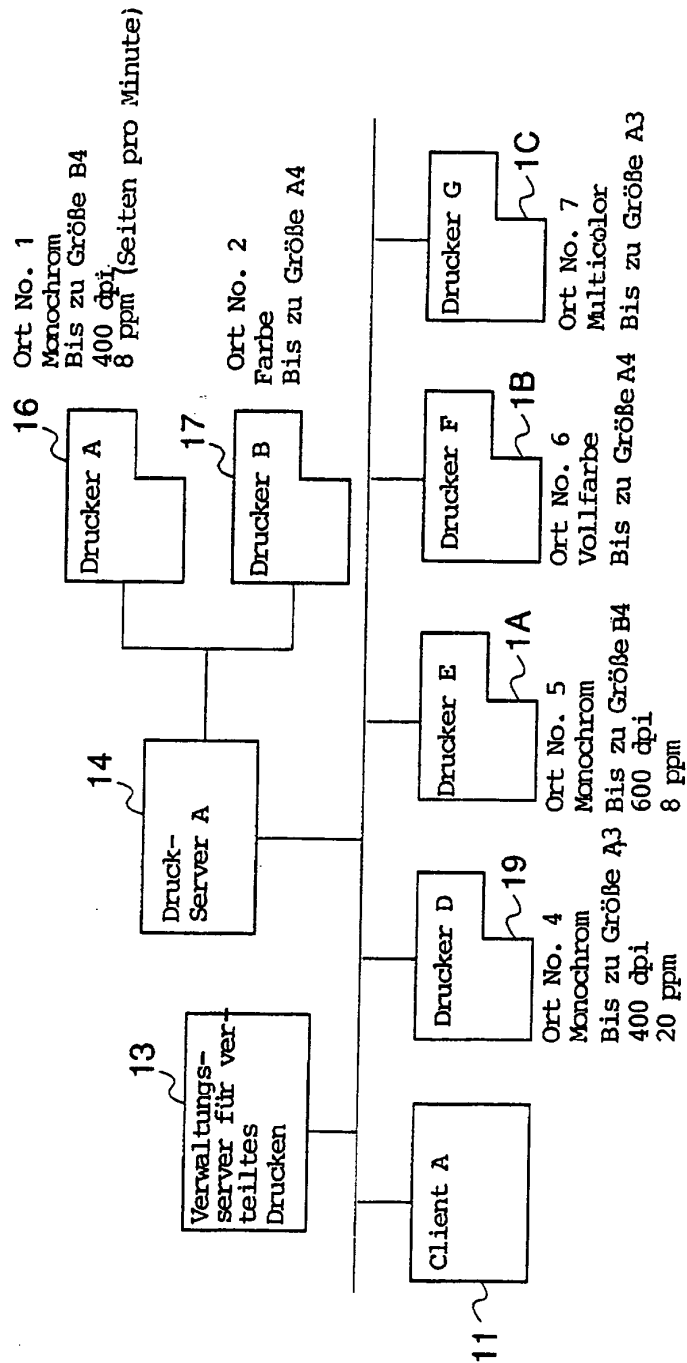 13
Verwaltungs-
server für ver-
teiltes
Drucken
14
Druck-
Server A
16
Drucker A
Ort No. 1
Monochrom
Bis zu Größe B4
400 dpi
8 ppm (Seiten pro Minute)
17
Drucker B
Ort No. 2
Farbe
Bis zu Größe A4
Client A
11
Drucker D
19
Ort No. 4
Monochrom
Bis zu Größe A3
400 dpi
20 ppm
Drucker E
1A
Ort No. 5
Monochrom
Bis zu Größe B4
600 dpi
8 ppm
Drucker F
1B
Ort No. 6
Vollfarbe
Bis zu Größe A4
Drucker G
1C
Ort No. 7
Multicolor
Bis zu Größe A3